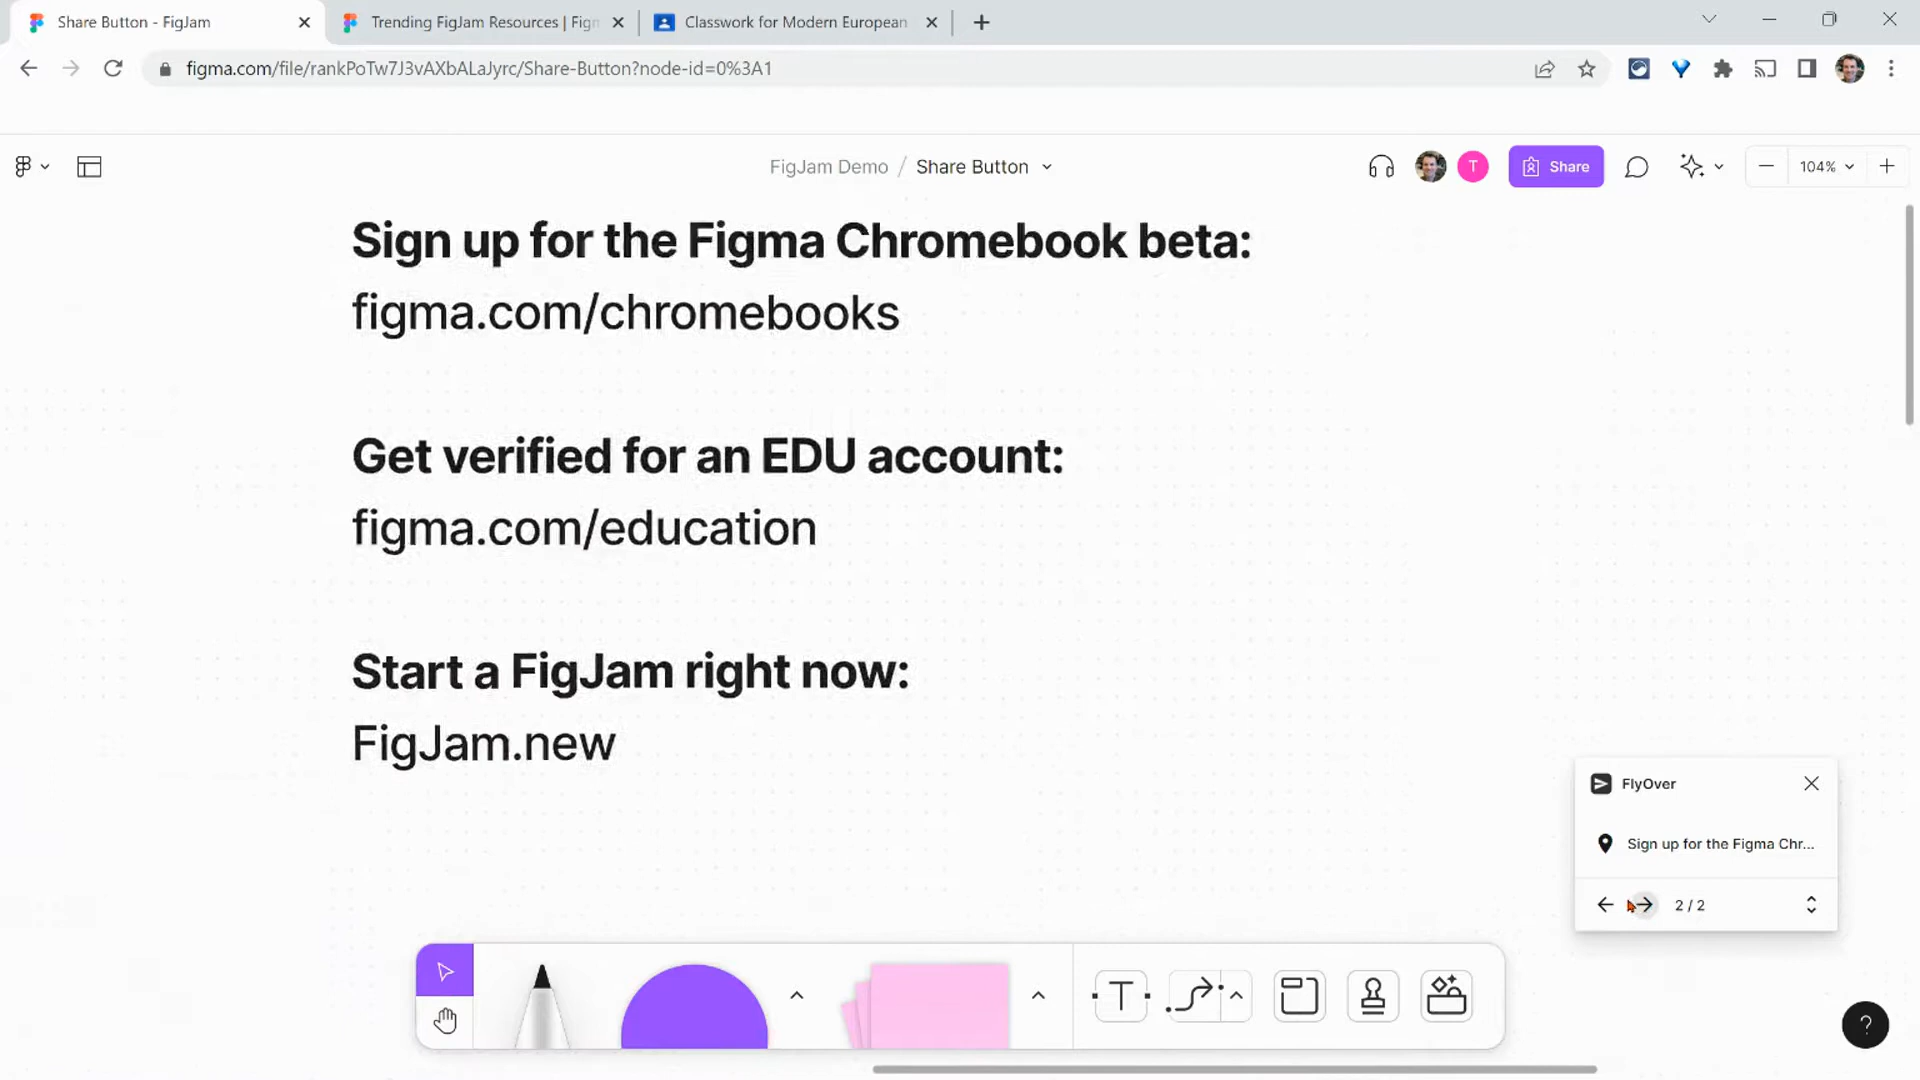 Share Button - FigJam
Trending FigJam Resources | Fig
Classwork for Modern European
figma.com/file/rankPoTw7J3vAXbALaJyrc/Share-Button?node-id=0%3A1
FigJam Demo / Share Button
T
Share
104%
Sign up for the Figma Chromebook beta:
figma.com/chromebooks
Get verified for an EDU account:
figma.com/education
Start a FigJam right now:
FigJam.new
FlyOver
Sign up for the Figma Chr...
2 / 2
T
?